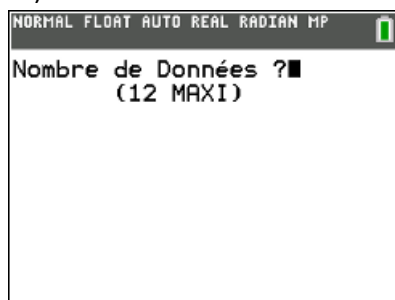 NORMAL FLOAT AUTO REAL RADIAN MP
Nombre de Données ?
(12 MAXI)